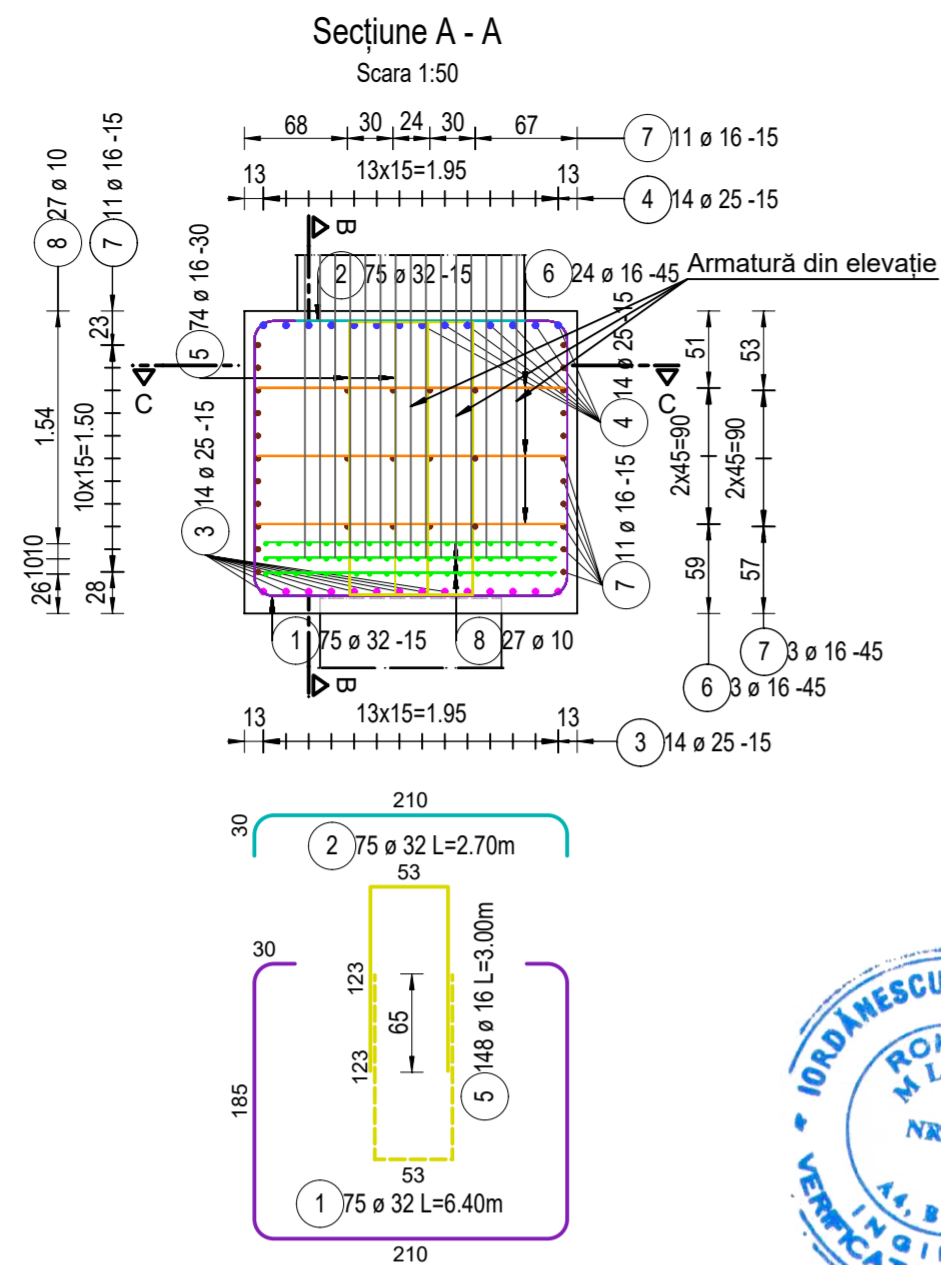 Secțiune A - A
Scara 1:50
68 30 24 30 67
7 11 ø 16 -15
13 13x15=1.95 13
4 14 ø 25 -15
8 27 ø 10
7 11 ø 16 -15
B
2 75 ø 32 -15
6 24 ø 16 -45
Armatură din elevație
5 74 ø 16 -30
4 14 ø 25 -15
C
C
23
1.54
10x15=1.50
1010
26
28
3 14 ø 25 -15
7 11 ø 16 -15
51
2x45=90
59
53
2x45=90
57
1 75 ø 32 -15
8 27 ø 10
7 3 ø 16 -45
6 3 ø 16 -45
B
13 13x15=1.95 13
3 14 ø 25 -15
210
30
2 75 ø 32 L=2.70m
53
30
123
65
123
5 148 ø 16 L=3.00m
185
53
1 75 ø 32 L=6.40m
210